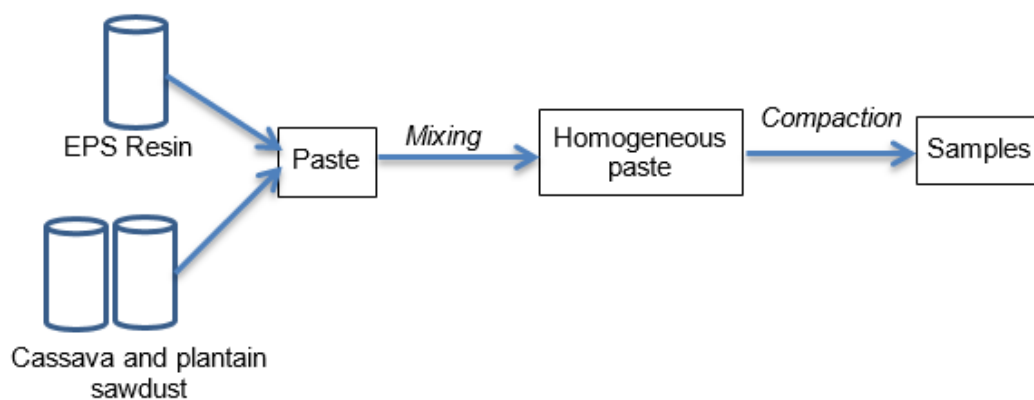 EPS Resin
Cassava and plantain
sawdust
Paste
Mixing
Homogeneous
paste
Compaction
Samples